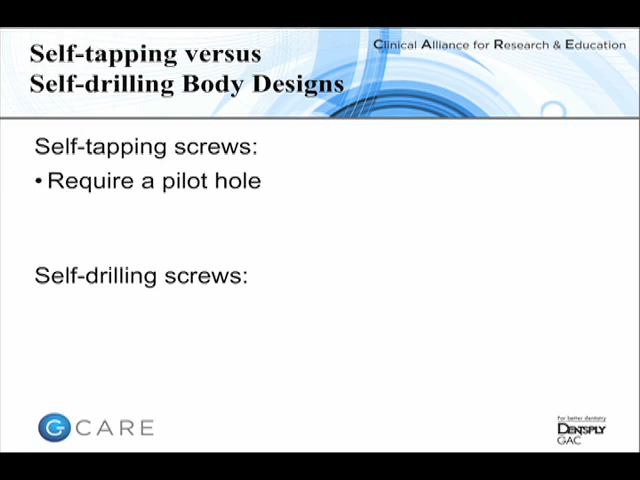 Self-tapping versus
Self-drilling Body Designs
Clinical Alliance for Research & Education
Self-tapping screws:
• Require a pilot hole
Self-drilling screws:
G CARE
For better dentistry
DENTSPLY
GAC